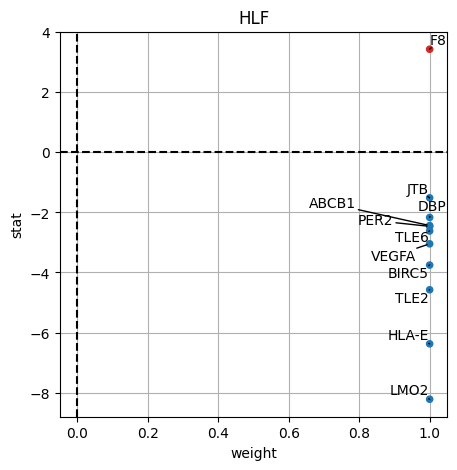 HLF
F8
JTB
DBP
ABCB1
PER2
TLE6
VEGFA
BIRC5
TLE2
HLA-E
LMO2
stat
4
2
0
−2
−4
−6
−8
0.0 0.2 0.4 0.6 0.8 1.0
weight